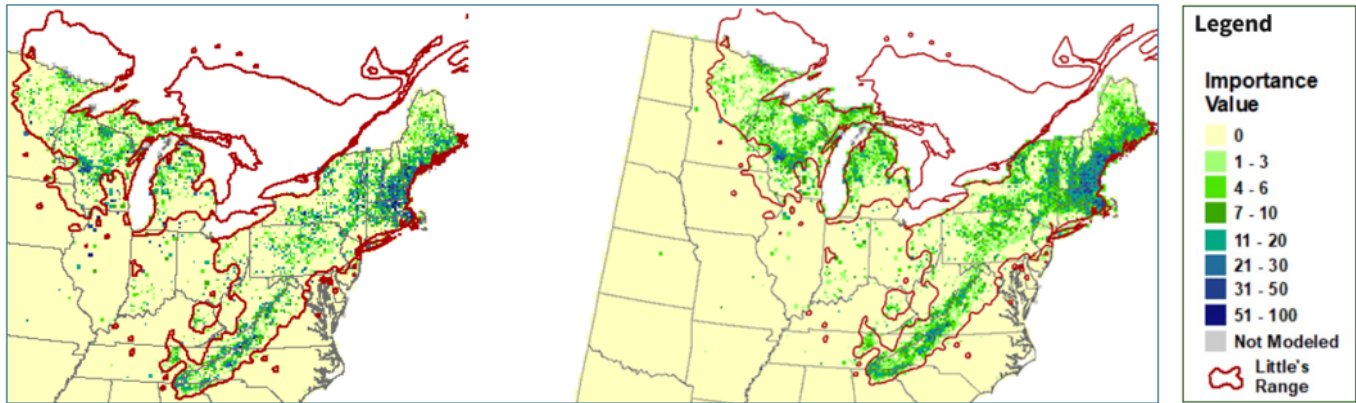 Legend
Importance
Value
0
1 - 3
4 - 6
7 - 10
11 - 20
21 - 30
31 - 50
51 - 100
Not Modeled
Little's
Range